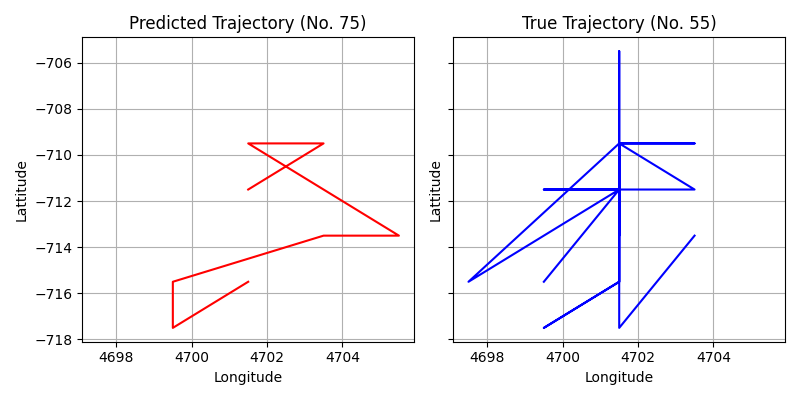 Predicted Trajectory (No. 75)
True Trajectory (No. 55)
Lattitude
−706
−708
−710
−712
−714
−716
−718
4698
4700
4702
4704
Longitude
Lattitude
4698
4700
4702
4704
Longitude